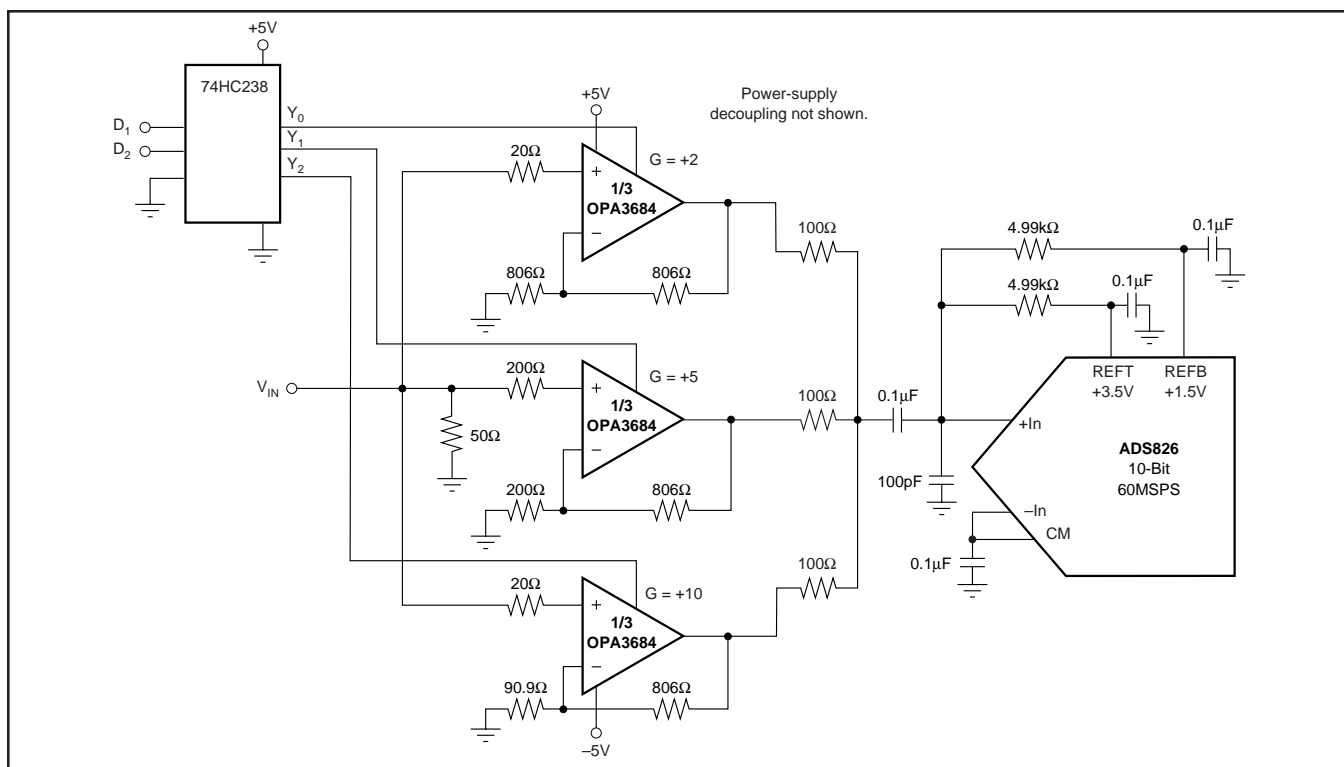 +5V
74HC238
D1
D2
Y0
Y1
Y2
+5V
Power-supply
decoupling not shown.
20Ω
+
G = +2
1/3
OPA3684
−
806Ω
806Ω
100Ω
4.99kΩ
0.1µF
4.99kΩ
0.1µF
VIN
50Ω
200Ω
+
G = +5
1/3
OPA3684
−
200Ω
806Ω
100Ω
0.1µF
100pF
REFT
+3.5V
REFB
+1.5V
+In
ADS826
10-Bit
60MSPS
–In
CM
0.1µF
20Ω
+
G = +10
1/3
OPA3684
−
90.9Ω
806Ω
100Ω
–5V